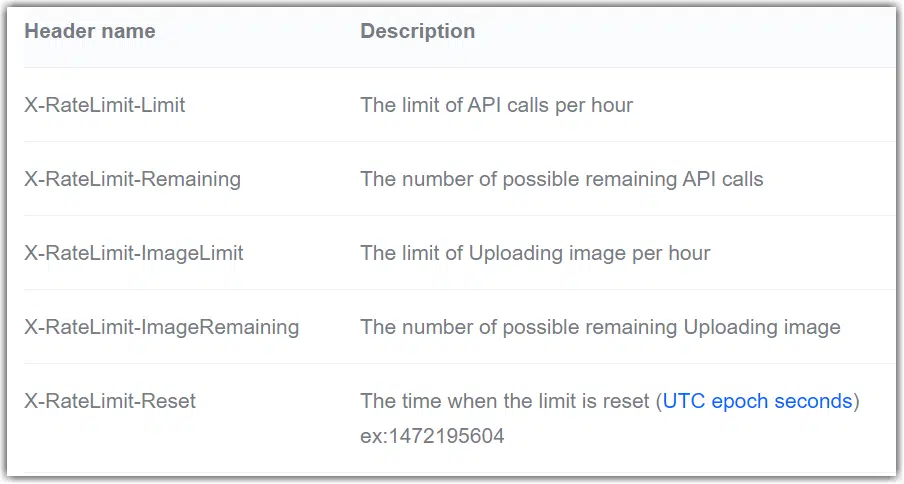 Header name Description
X-RateLimit-Limit The limit of API calls per hour
X-RateLimit-Remaining The number of possible remaining API calls
X-RateLimit-ImageLimit The limit of Uploading image per hour
X-RateLimit-ImageRemaining The number of possible remaining Uploading image
X-RateLimit-Reset The time when the limit is reset (UTC epoch seconds)
ex:1472195604